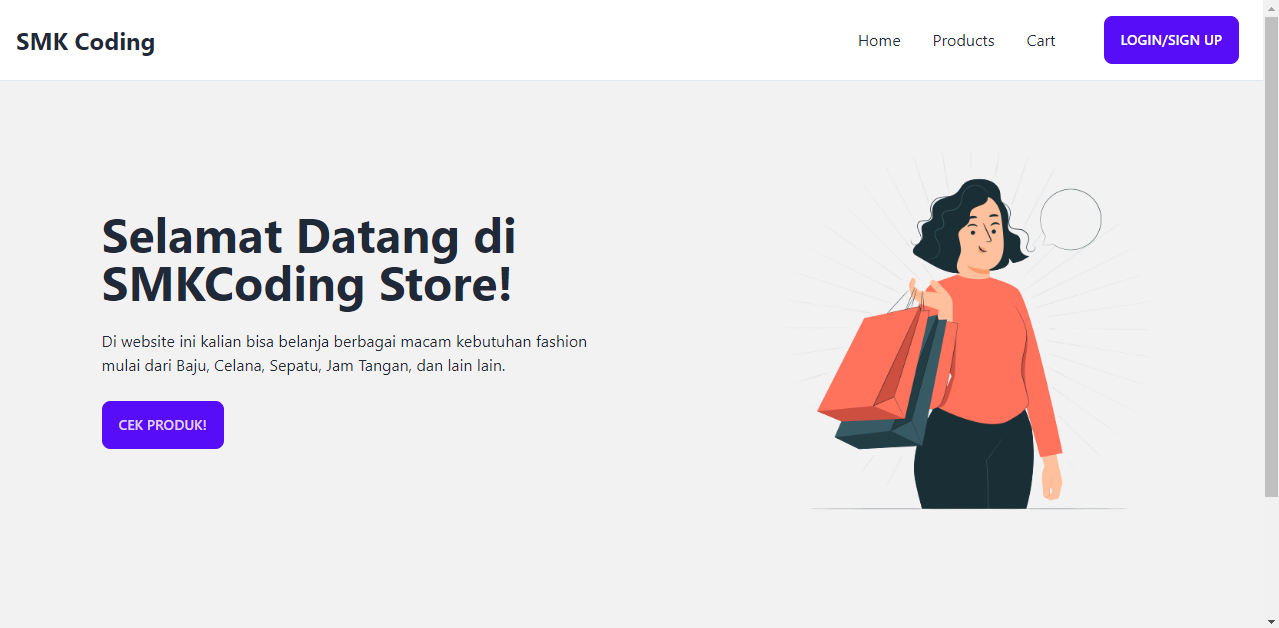 SMK Coding
Home
Products
Cart
LOGIN/SIGN UP
Selamat Datang di
SMKCoding Store!
Di website ini kalian bisa belanja berbagai macam kebutuhan fashion
mulai dari Baju, Celana, Sepatu, Jam Tangan, dan lain lain.
CEK PRODUK!